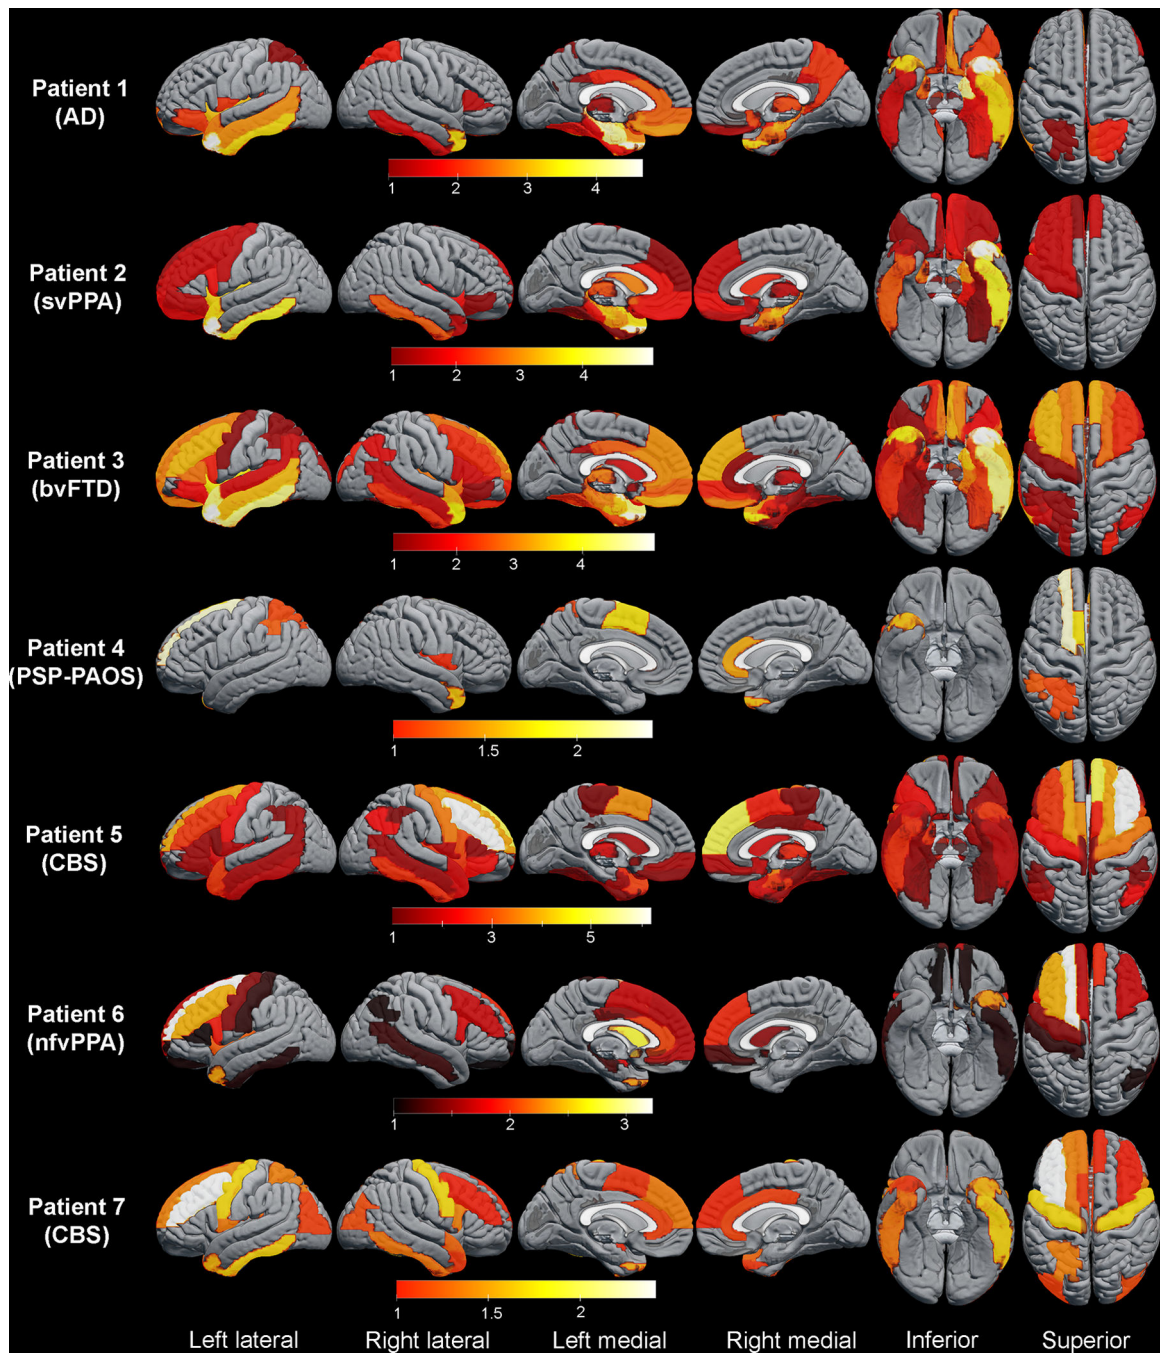 Patient 1
(AD)
1 2 3 4
Patient 2
(svPPA)
1 2 3 4
Patient 3
(bvFTD)
1 2 3 4
Patient 4
(PSP-PAOS)
1 1.5 2
Patient 5
(CBS)
1 3 5
Patient 6
(nfvPPA)
1 2 3
Patient 7
(CBS)
1 1.5 2
Left lateral Right lateral Left medial Right medial Inferior Superior